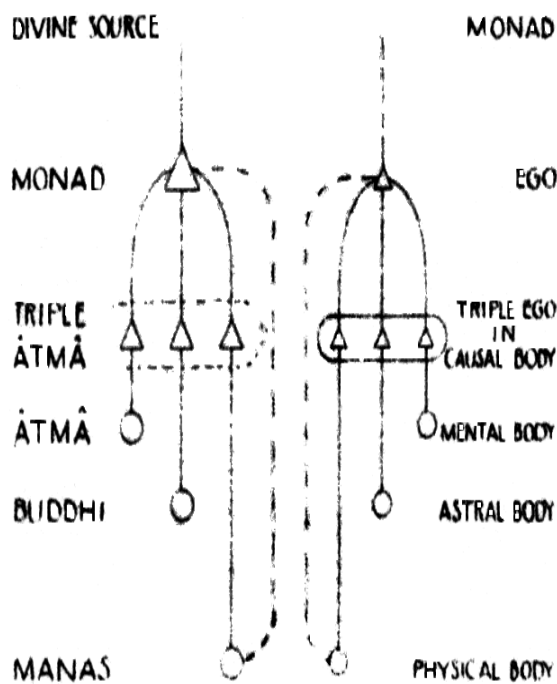 DIVINE SOURCE
MONAD
TRIPLE
ÂTMÂ
ÂTMÂ
BUDDHI
MANAS
MONAD
EGO
TRIPLE EGO
IN
CAUSAL BODY
MENTAL BODY
ASTRAL BODY
PHYSICAL BODY